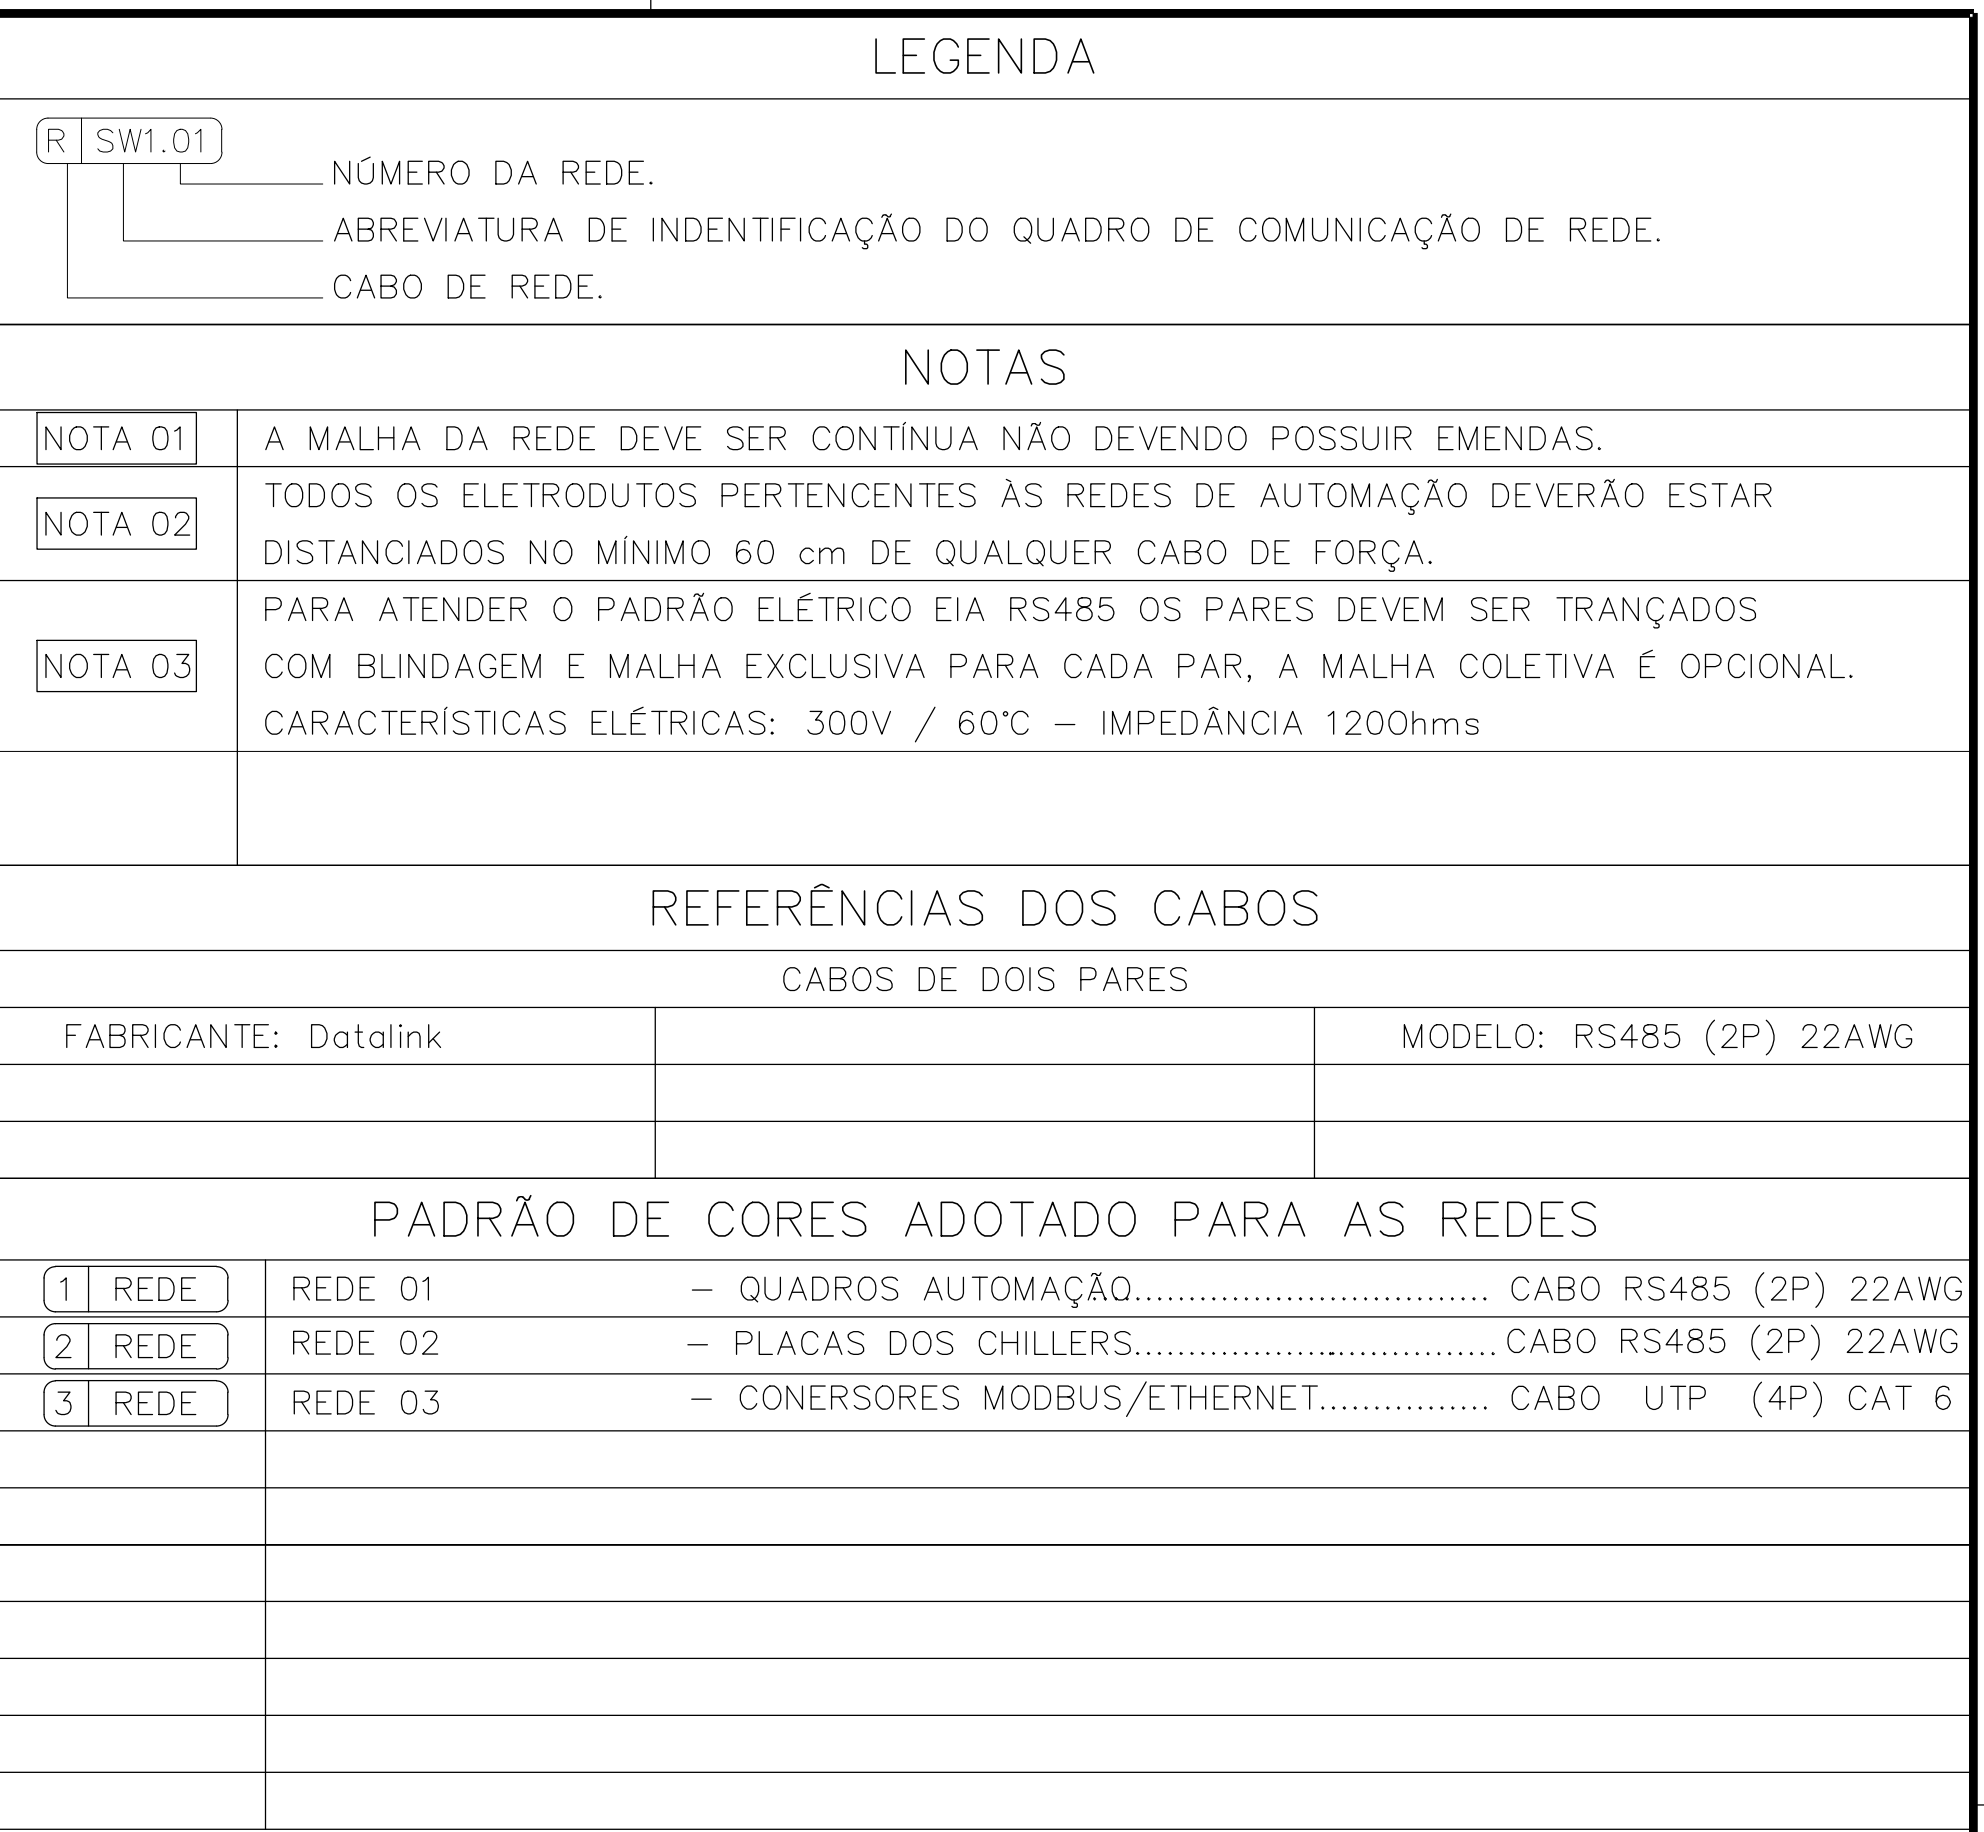 LEGENDA
R SW1.01
NÚMERO DA REDE.
ABREVIATURA DE INDENTIFICAÇÃO DO QUADRO DE COMUNICAÇÃO DE REDE.
CABO DE REDE.
NOTAS
NOTA 01 A MALHA DA REDE DEVE SER CONTÍNUA NÃO DEVENDO POSSUIR EMENDAS.
NOTA 02
TODOS OS ELETRODUTOS PERTENCENTES ÀS REDES DE AUTOMAÇÃO DEVERÃO ESTAR
DISTANCIADOS NO MÍNIMO 60 cm DE QUALQUER CABO DE FORÇA.
NOTA 03
PARA ATENDER O PADRÃO ELÉTRICO EIA RS485 OS PARES DEVEM SER TRANÇADOS
COM BLINDAGEM E MALHA EXCLUSIVA PARA CADA PAR, A MALHA COLETIVA É OPCIONAL.
CARACTERÍSTICAS ELÉTRICAS: 300V / 60°C – IMPEDÂNCIA 120Ohms
REFERÊNCIAS DOS CABOS
CABOS DE DOIS PARES
FABRICANTE: Datalink MODELO: RS485 (2P) 22AWG
PADRÃO DE CORES ADOTADO PARA AS REDES
1 REDE REDE 01 – QUADROS AUTOMAÇÃO................................. CABO RS485 (2P) 22AWG
2 REDE REDE 02 – PLACAS DOS CHILLERS................................. CABO RS485 (2P) 22AWG
3 REDE REDE 03 – CONERSORES MODBUS/ETHERNET................ CABO UTP (4P) CAT 6